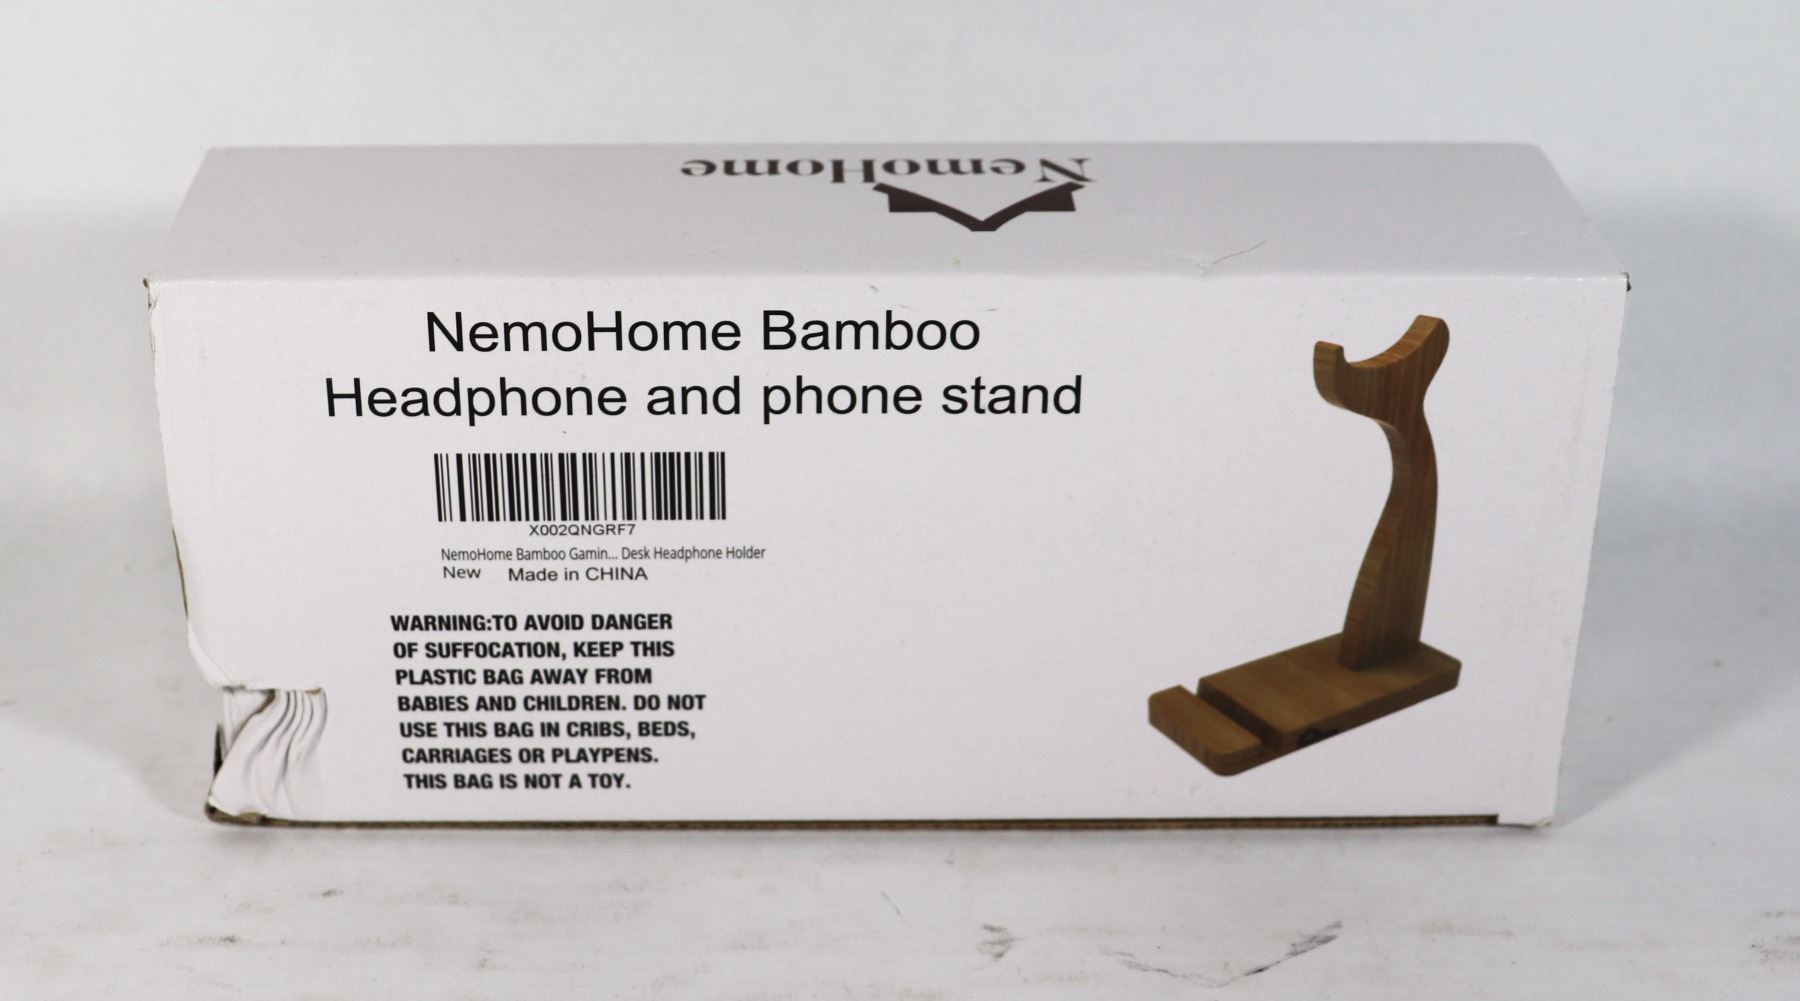 NemoHome
NemoHome Bamboo
Headphone and phone stand
X002QNGRF7
NemoHome Bamboo Gamin... Desk Headphone Holder
New Made in CHINA
WARNING:TO AVOID DANGER
OF SUFFOCATION, KEEP THIS
PLASTIC BAG AWAY FROM
BABIES AND CHILDREN. DO NOT
USE THIS BAG IN CRIBS, BEDS,
CARRIAGES OR PLAYPENS.
THIS BAG IS NOT A TOY.